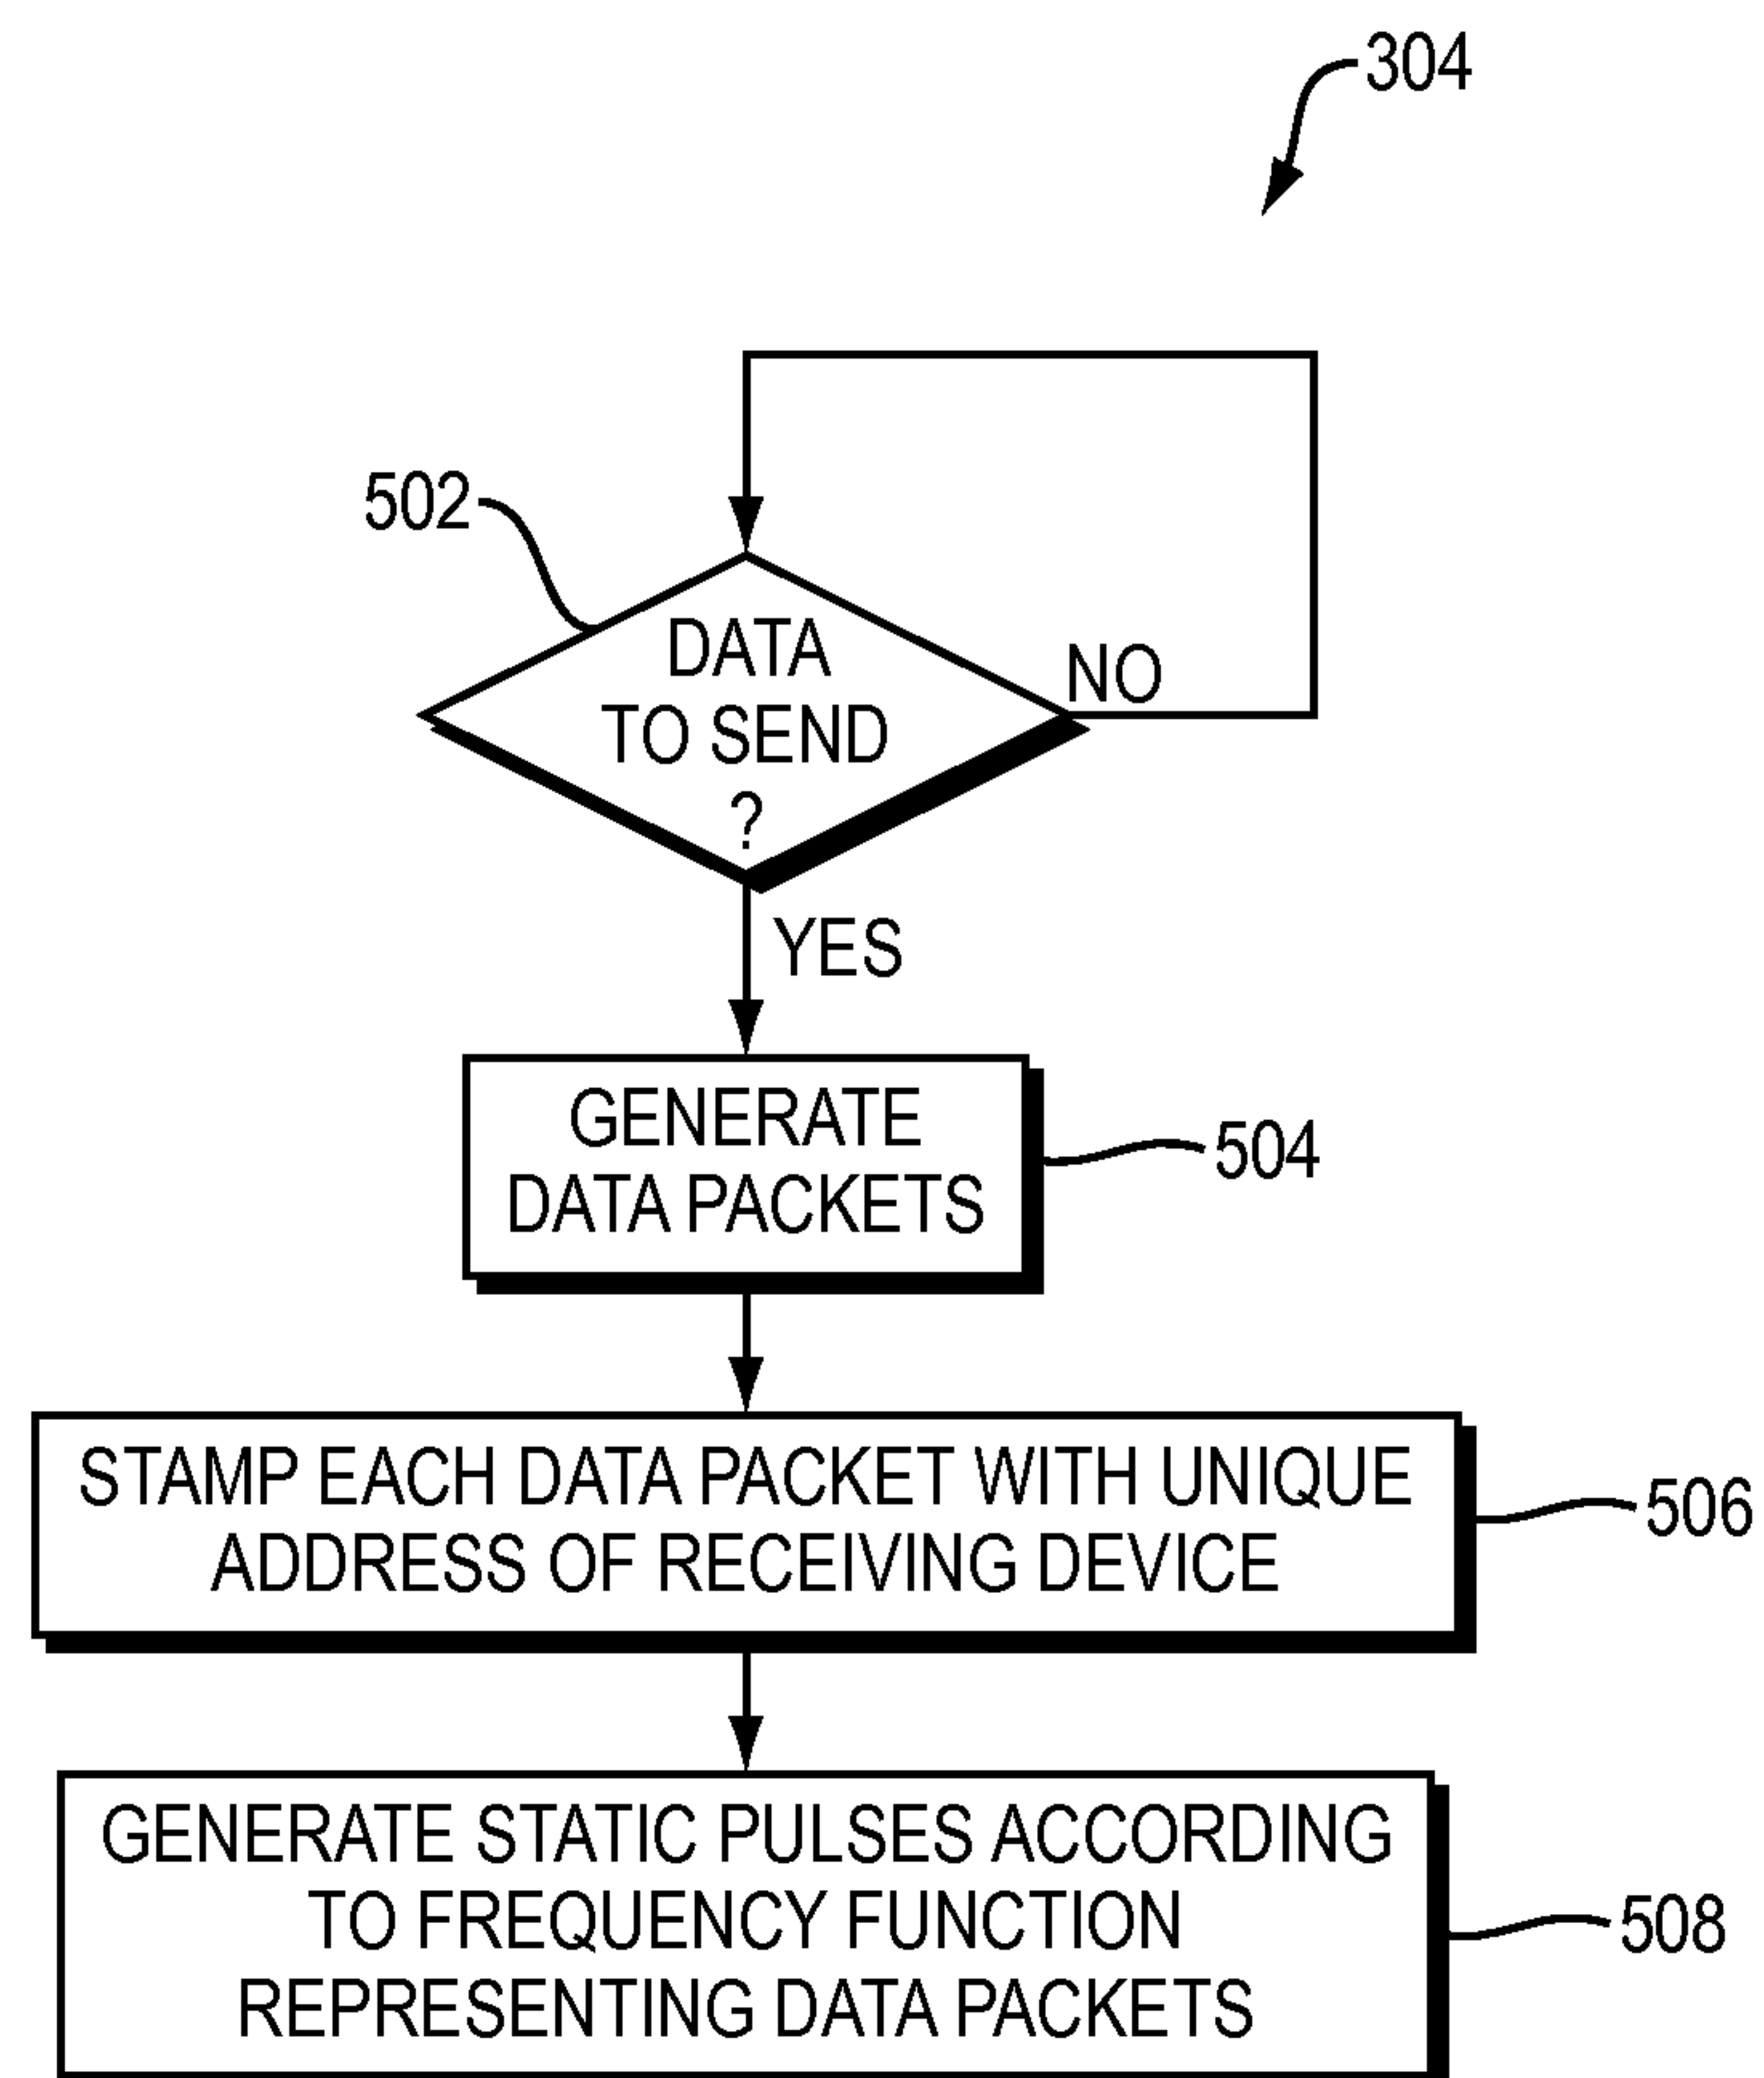 304
502
DATA
TO SEND
?
NO
YES
GENERATE
DATA PACKETS
504
STAMP EACH DATA PACKET WITH UNIQUE
ADDRESS OF RECEIVING DEVICE
506
GENERATE STATIC PULSES ACCORDING
TO FREQUENCY FUNCTION
REPRESENTING DATA PACKETS
508